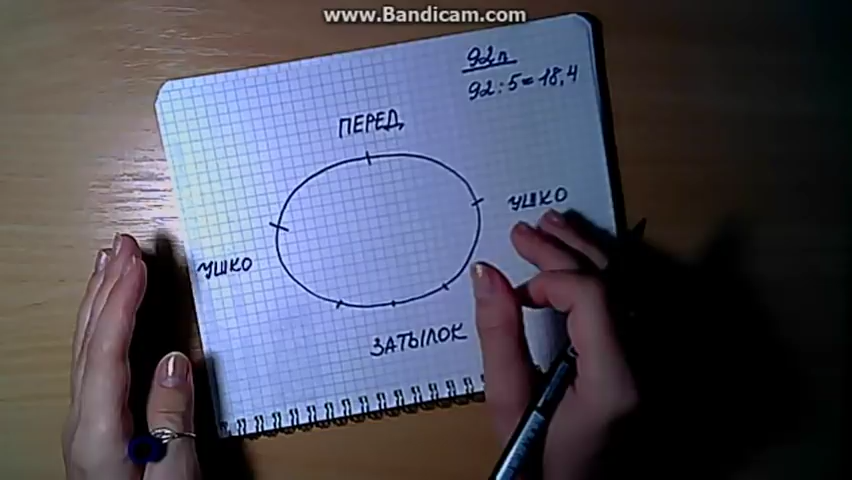 www.Bandicam.com
92п
92:5=18,4
ПЕРЕД
УШКО
УШКО
ЗАТЫЛОК